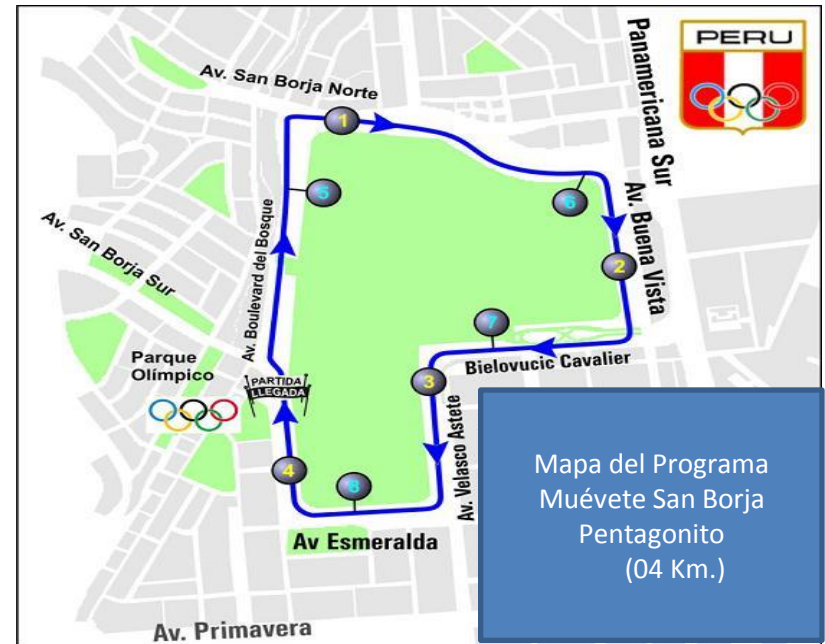 PERU
Av. San Borja Norte
Panamericana Sur
1
5
6
Av. San Borja Sur
Av. Boulevard del Bosque
Av. Buena Vista
2
7
Bielovucic Cavalier
Parque
Olímpico
PARTIDA
LLEGADA
3
Av. Velasco Astete
4
8
Av Esmeralda
Av. Primavera
Mapa del Programa
Muévete San Borja
Pentagonito
(04 Km.)